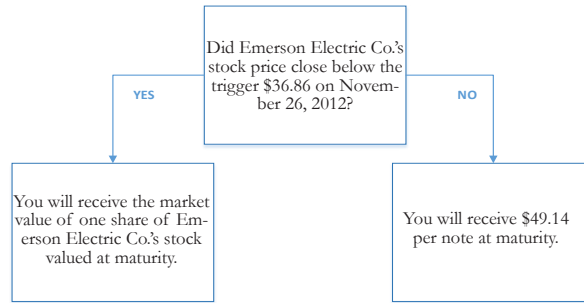 Did Emerson Electric Co.'s
stock price close below the
trigger $36.86 on Novem-
ber 26, 2012?
YES
NO
You will receive the market
value of one share of Em-
erson Electric Co.'s stock
valued at maturity.
You will receive $49.14
per note at maturity.